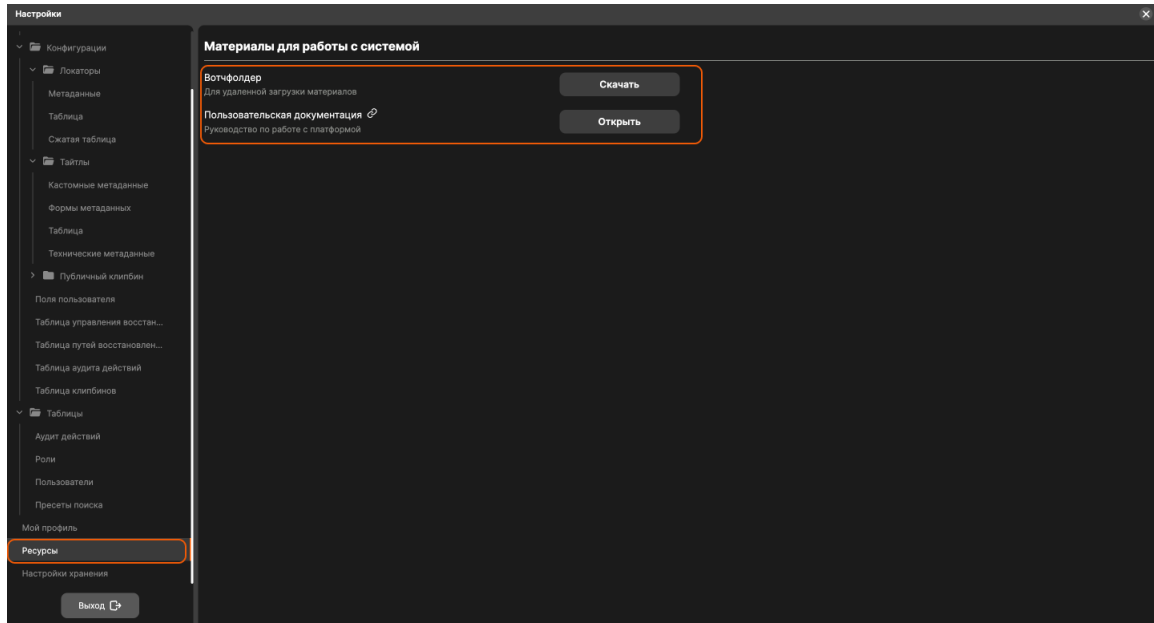 Настройки
Конфигурации
Локаторы
Метаданные
Таблица
Сжатая таблица
Тайтлы
Кастомные метаданные
Формы метаданных
Таблица
Технические метаданные
Публичный клипбин
Поля пользователя
Таблица управления восстан...
Таблица путей восстановлен...
Таблица аудита действий
Таблица клипбинов
Таблицы
Аудит действий
Роли
Пользователи
Пресеты поиска
Мой профиль
Ресурсы
Настройки хранения
Выход
Материалы для работы с системой
Вотчфолдер
Для удаленной загрузки материалов
Скачать
Пользовательская документация
Руководство по работе с платформой
Открыть